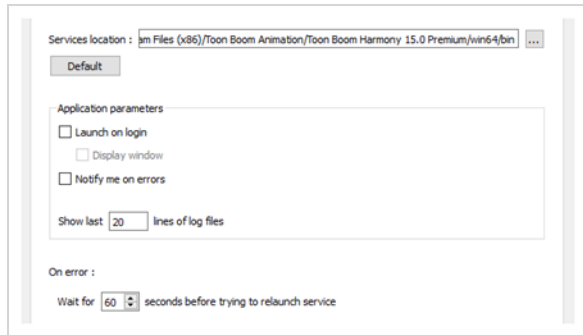 Services location : am Files (x86)/Toon Boom Animation/Toon Boom Harmony 15.0 Premium/win64/bin ...
Default
Application parameters
Launch on login
Display window
Notify me on errors
Show last 20 lines of log files
On error :
Wait for 60 seconds before trying to relaunch service